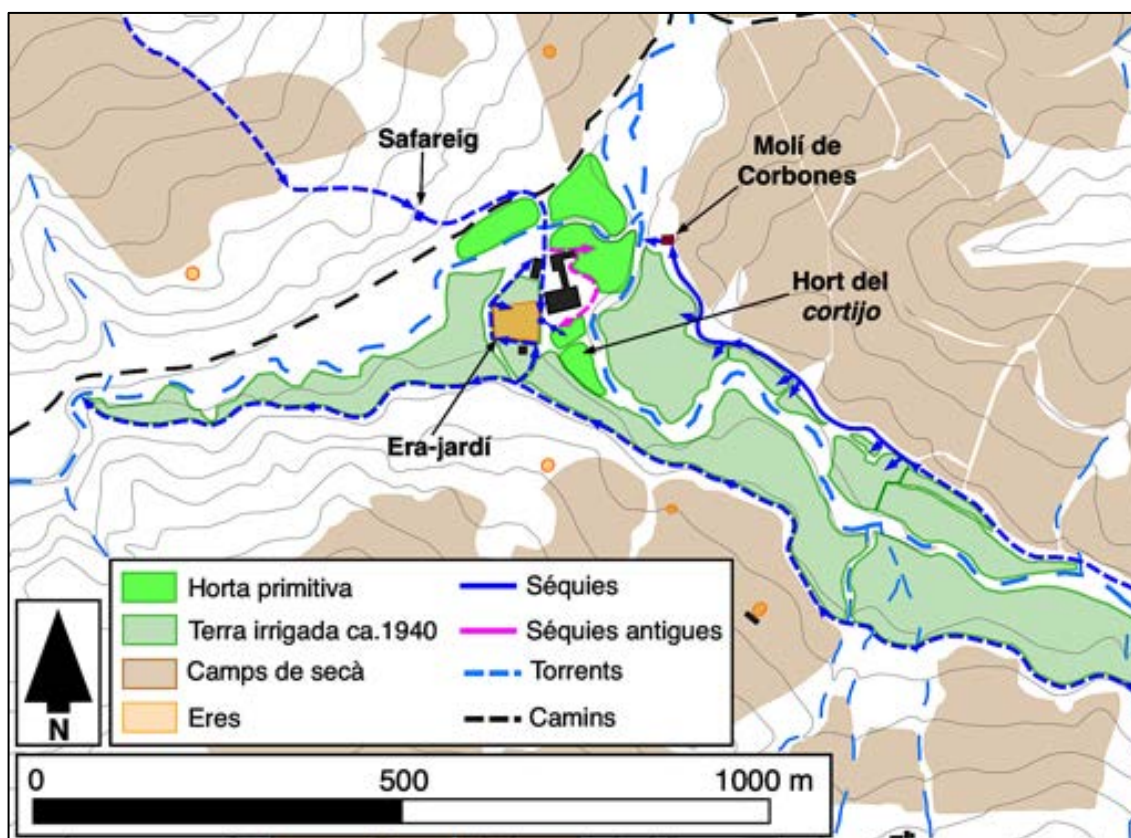 Safareig
Molí de
Corbones
Hort del
cortijo
Era-jardí
Horta primitiva
Terra irrigada ca.1940
Camps de secà
Eres
Séquies
Séquies antigues
Torrents
Camins
N
0 500 1000 m